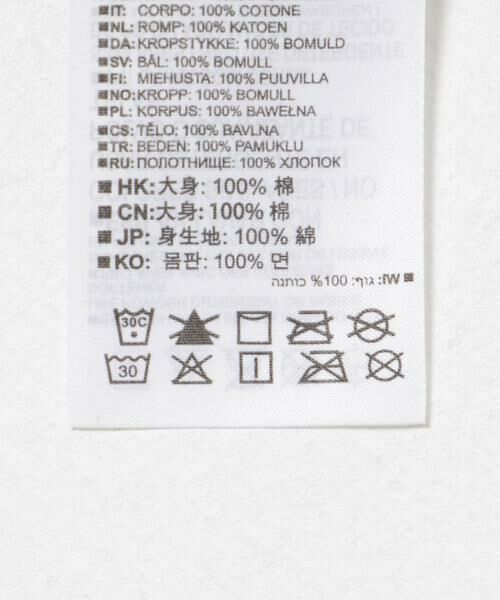 IT: CORPO: 100% COTONE
NL: ROMP: 100% KATOEN
DA: KROPSTYKKE: 100% BOMULD
SV: BÅL: 100% BOMULL
FI: MIEHUSTA: 100% PUUVILLA
NO: KROPP: 100% BOMULL
PL: KORPUS: 100% BAWEŁNA
CS: TĚLO: 100% BAVLNA
TR: BEDEN: 100% PAMUKLU
RU: ПОЛОТНИЩЕ: 100% ХЛОПОК
HK: 大身: 100% 棉
CN: 大身: 100% 棉
JP: 身生地: 100% 綿
KO: 몸판: 100% 면
IW: גוף: 100% כותנה
30C
30